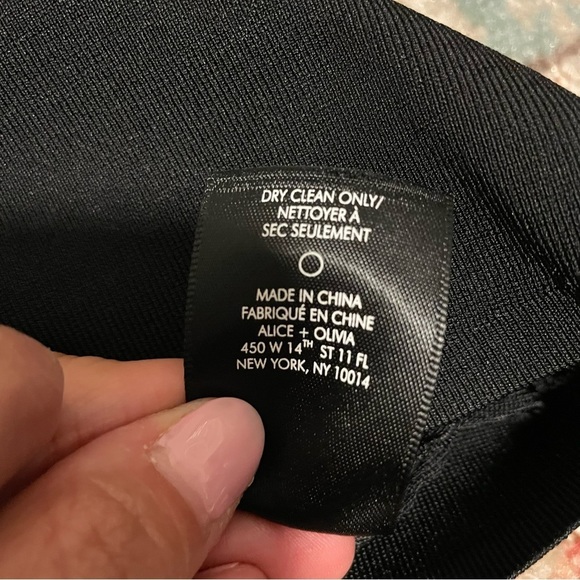 DRY CLEAN ONLY/
NETTOYER À
SEC SEULEMENT
MADE IN CHINA
FABRIQUÉ EN CHINE
ALICE + OLIVIA
450 W 14TH ST 11 FL
NEW YORK, NY 10014